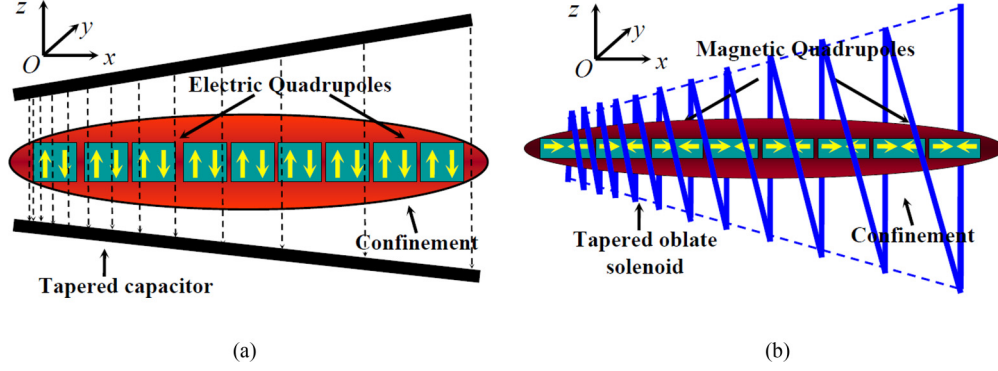 z
y
x
O
Electric Quadrupoles
Confinement
Tapered capacitor
(a)
z
y
x
O
Magnetic Quadrupoles
Tapered oblate
solenoid
Confinement
(b)